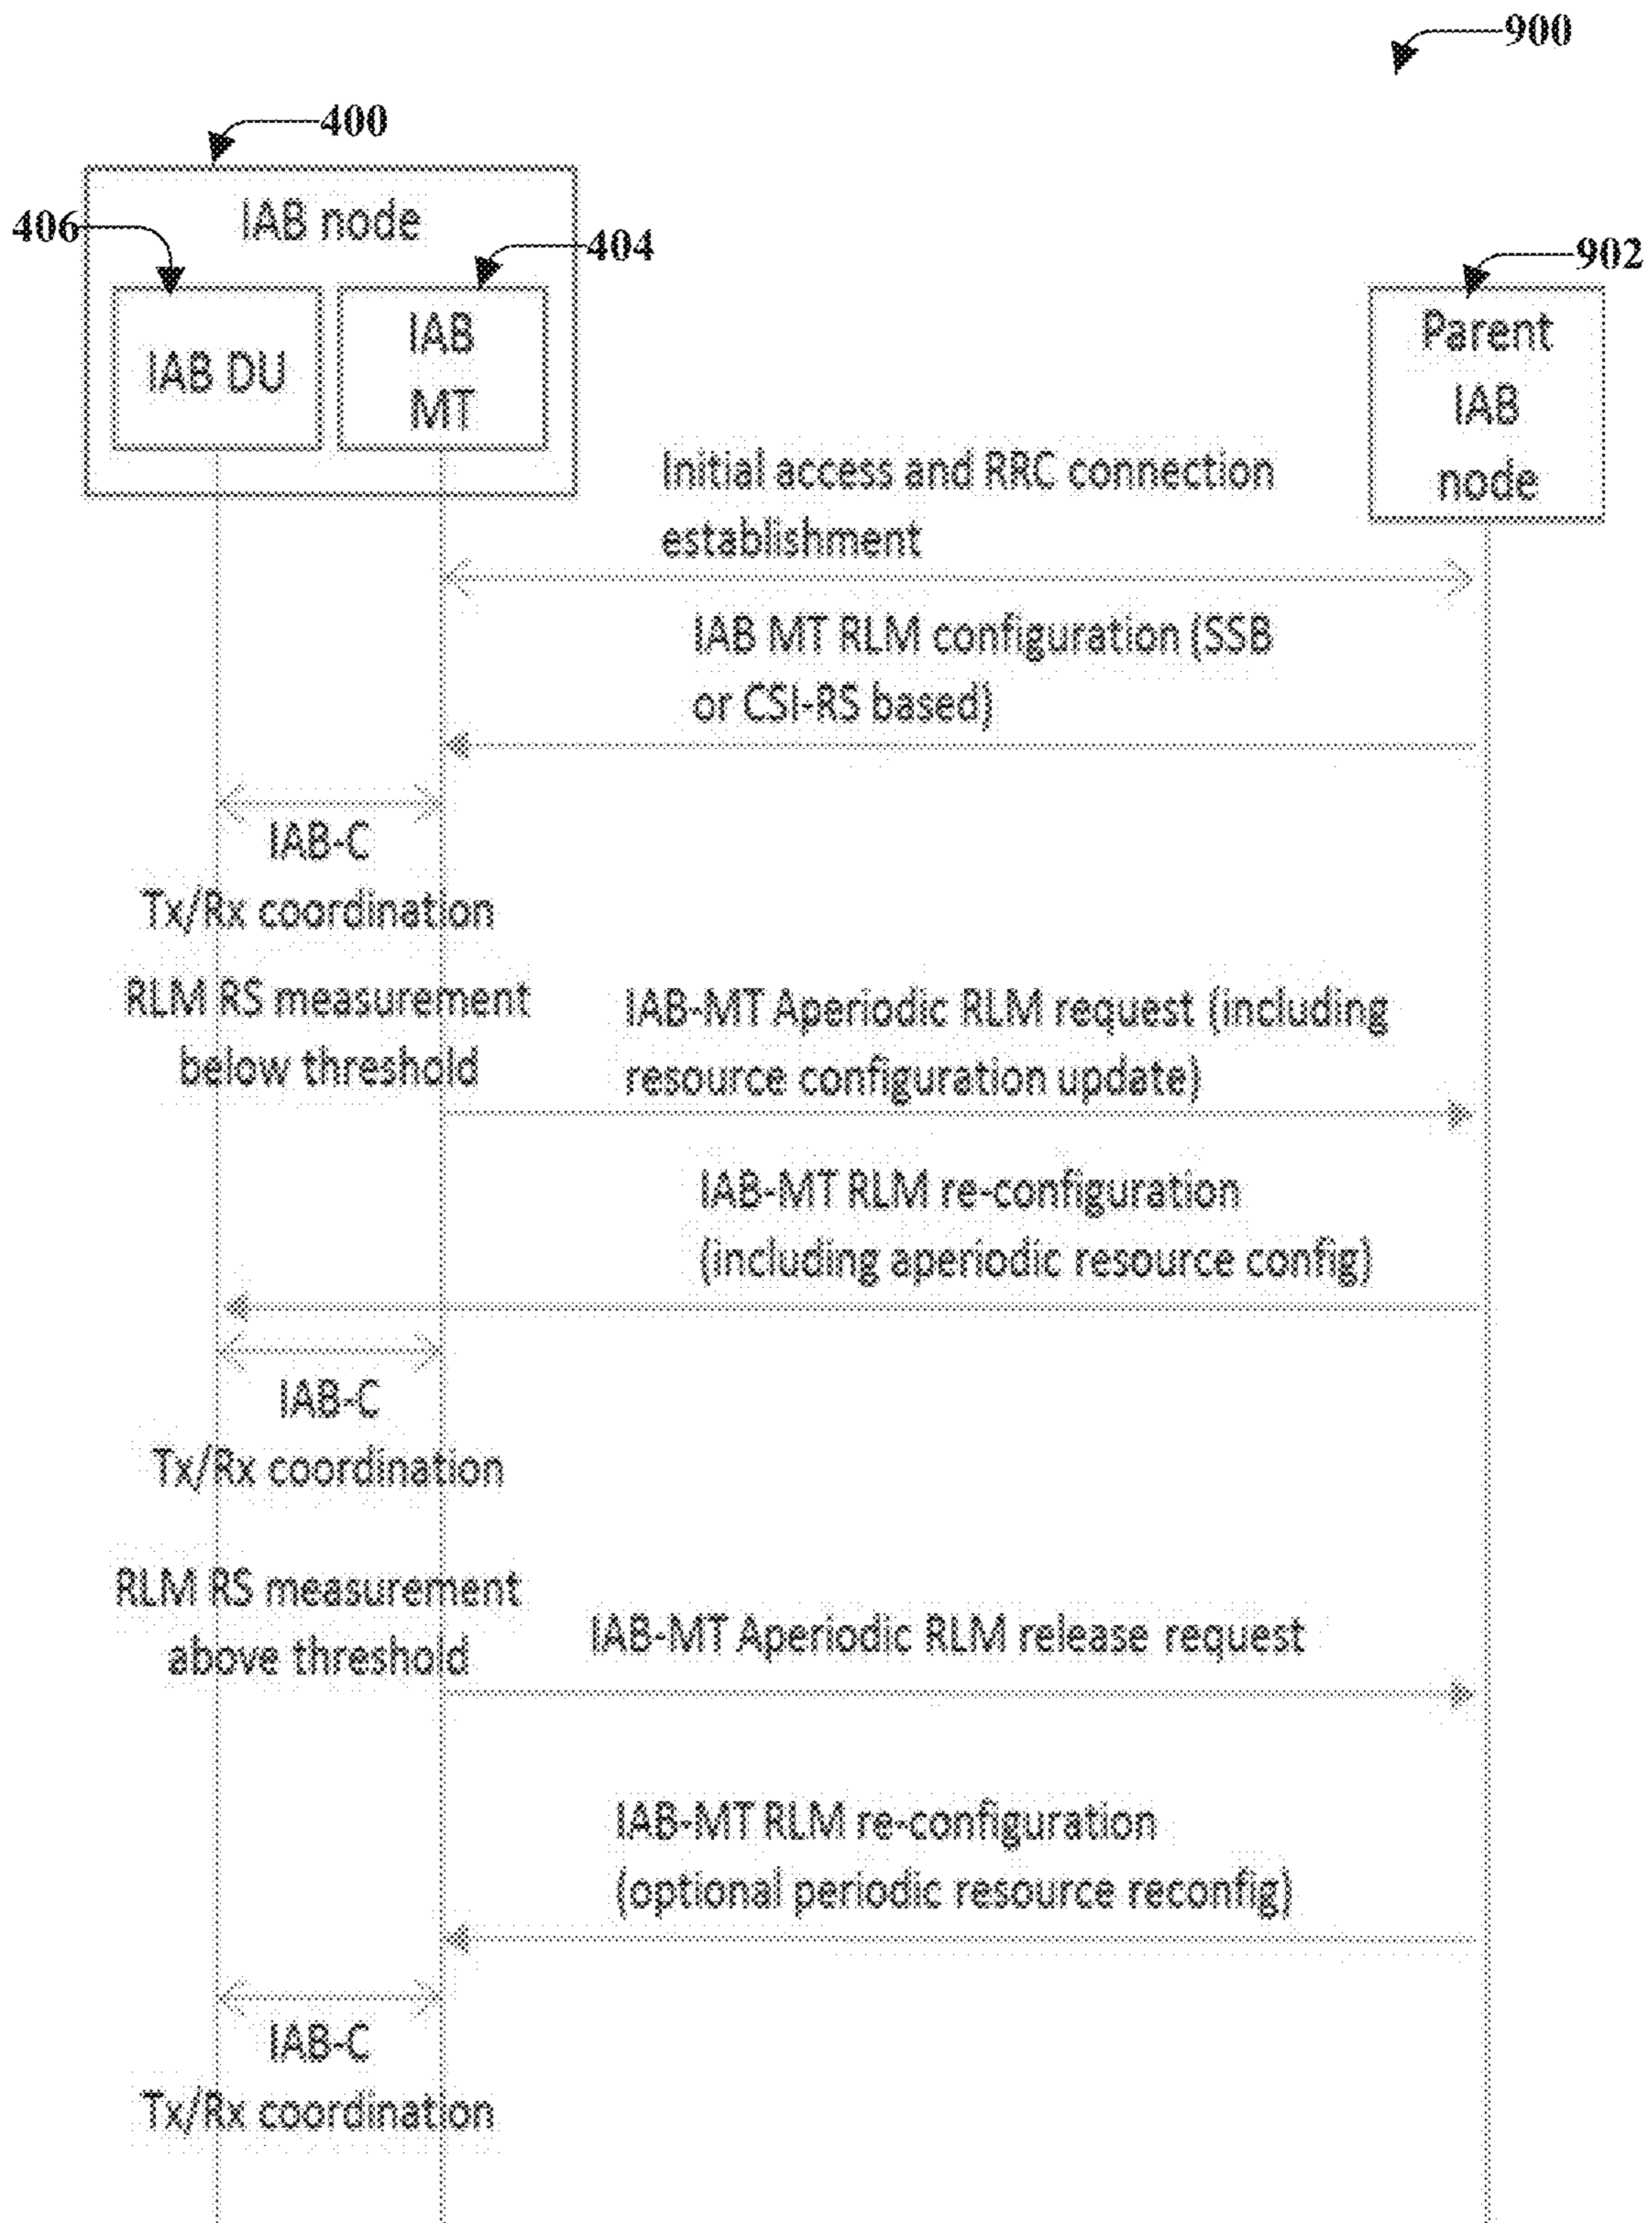 900
400
IAB node
406
404
902
IAB DU
IAB
MT
Parent
IAB
node
Initial access and RRC connection
establishment
IAB MT RLM configuration (SSB
or CSI-RS based)
IAB-C
Tx/Rx coordination
RLM RS measurement
below threshold
IAB-MT Aperiodic RLM request (including
resource configuration update)
IAB-MT RLM re-configuration
(including aperiodic resource config)
IAB-C
Tx/Rx coordination
RLM RS measurement
above threshold
IAB-MT Aperiodic RLM release request
IAB-MT RLM re-configuration
(optional periodic resource reconfig)
IAB-C
Tx/Rx coordination